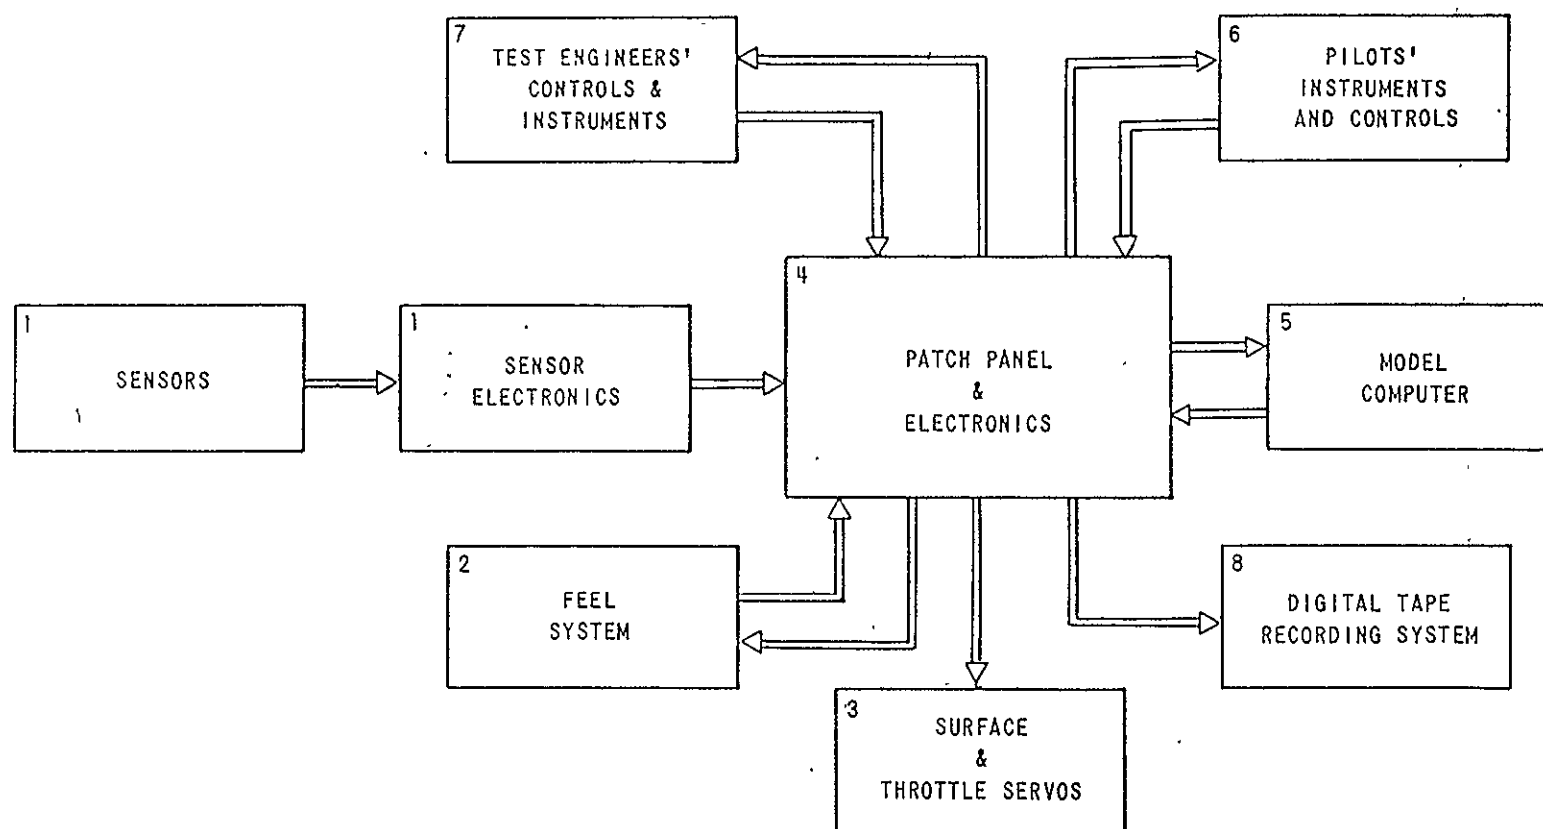 7
TEST ENGINEERS'
CONTROLS &
INSTRUMENTS
6
PILOTS'
INSTRUMENTS
AND CONTROLS
1
SENSORS
1
SENSOR
ELECTRONICS
4
PATCH PANEL
&
ELECTRONICS
5
MODEL
COMPUTER
2
FEEL
SYSTEM
8
DIGITAL TAPE
RECORDING SYSTEM
3
SURFACE
&
THROTTLE SERVOS